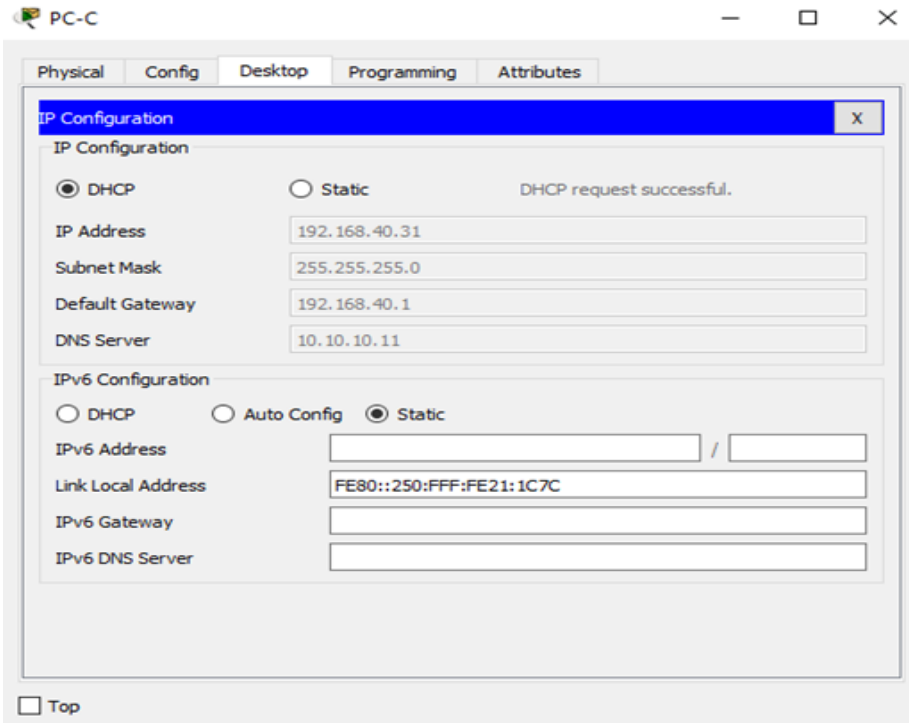 PC-C
Physical Config Desktop Programming Attributes
IP Configuration X
IP Configuration
DHCP Static DHCP request successful.
IP Address 192.168.40.31
Subnet Mask 255.255.255.0
Default Gateway 192.168.40.1
DNS Server 10.10.10.11
IPv6 Configuration
DHCP Auto Config Static
IPv6 Address /
Link Local Address FE80::250:FFF:FE21:1C7C
IPv6 Gateway
IPv6 DNS Server
Top